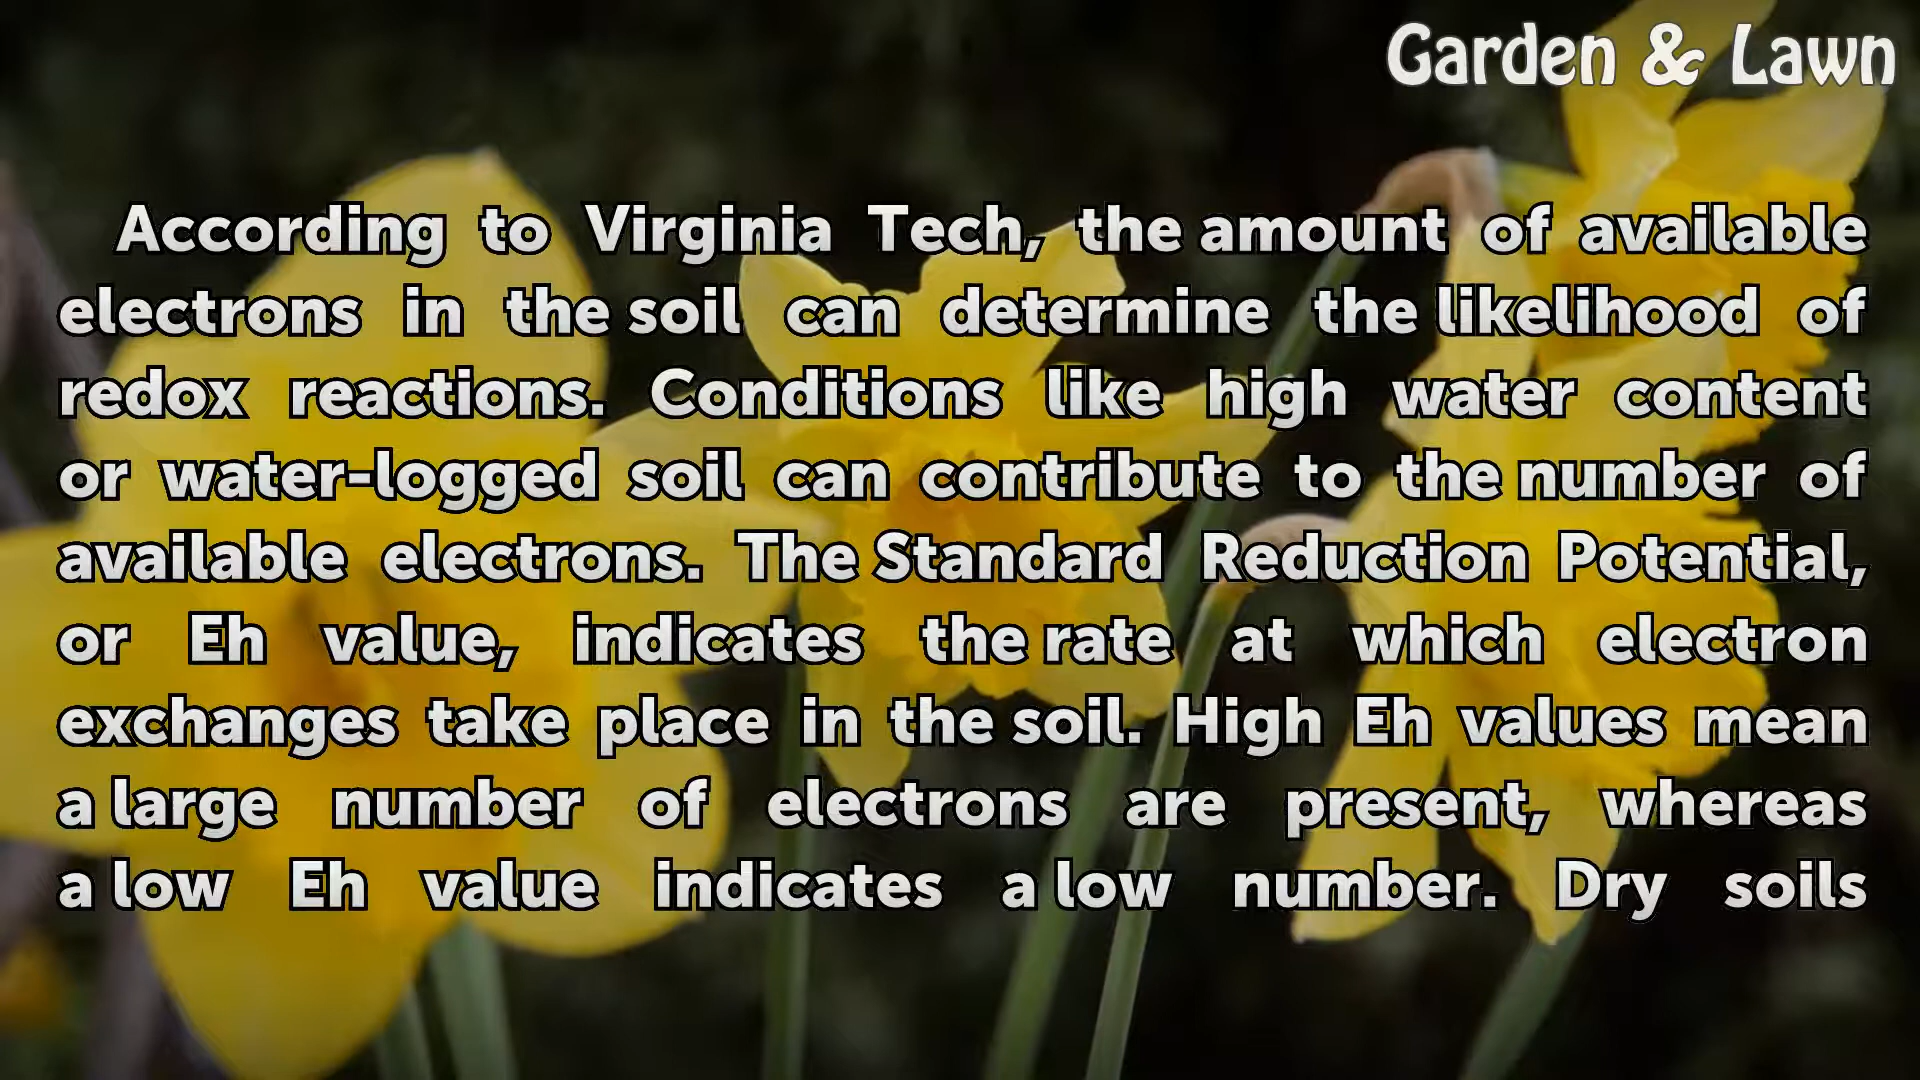 Garden & Lawn
According to Virginia Tech, the amount of available
electrons in the soil can determine the likelihood of
redox reactions. Conditions like high water content
or water-logged soil can contribute to the number of
available electrons. The Standard Reduction Potential,
or Eh value, indicates the rate at which electron
exchanges take place in the soil. High Eh values mean
a large number of electrons are present, whereas
a low Eh value indicates a low number. Dry soils